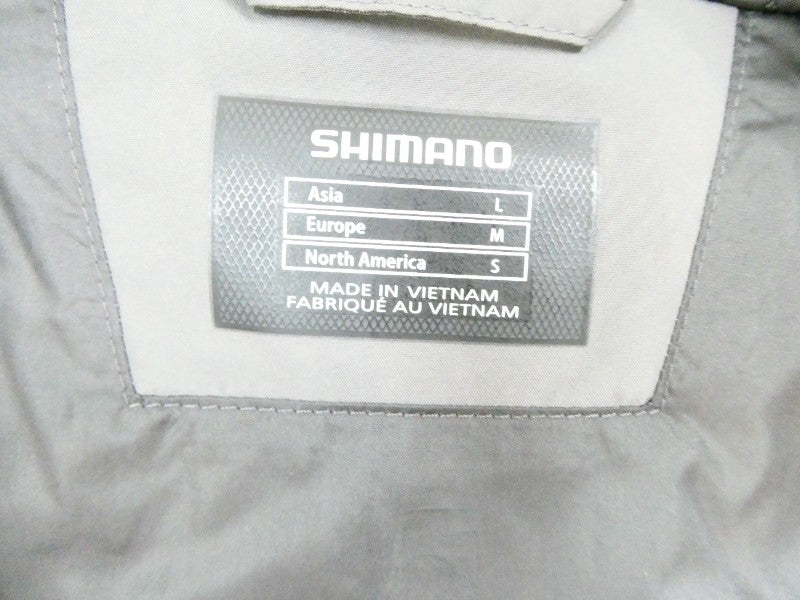 SHIMANO
Asia L
Europe M
North America S
MADE IN VIETNAM
FABRIQUÉ AU VIETNAM